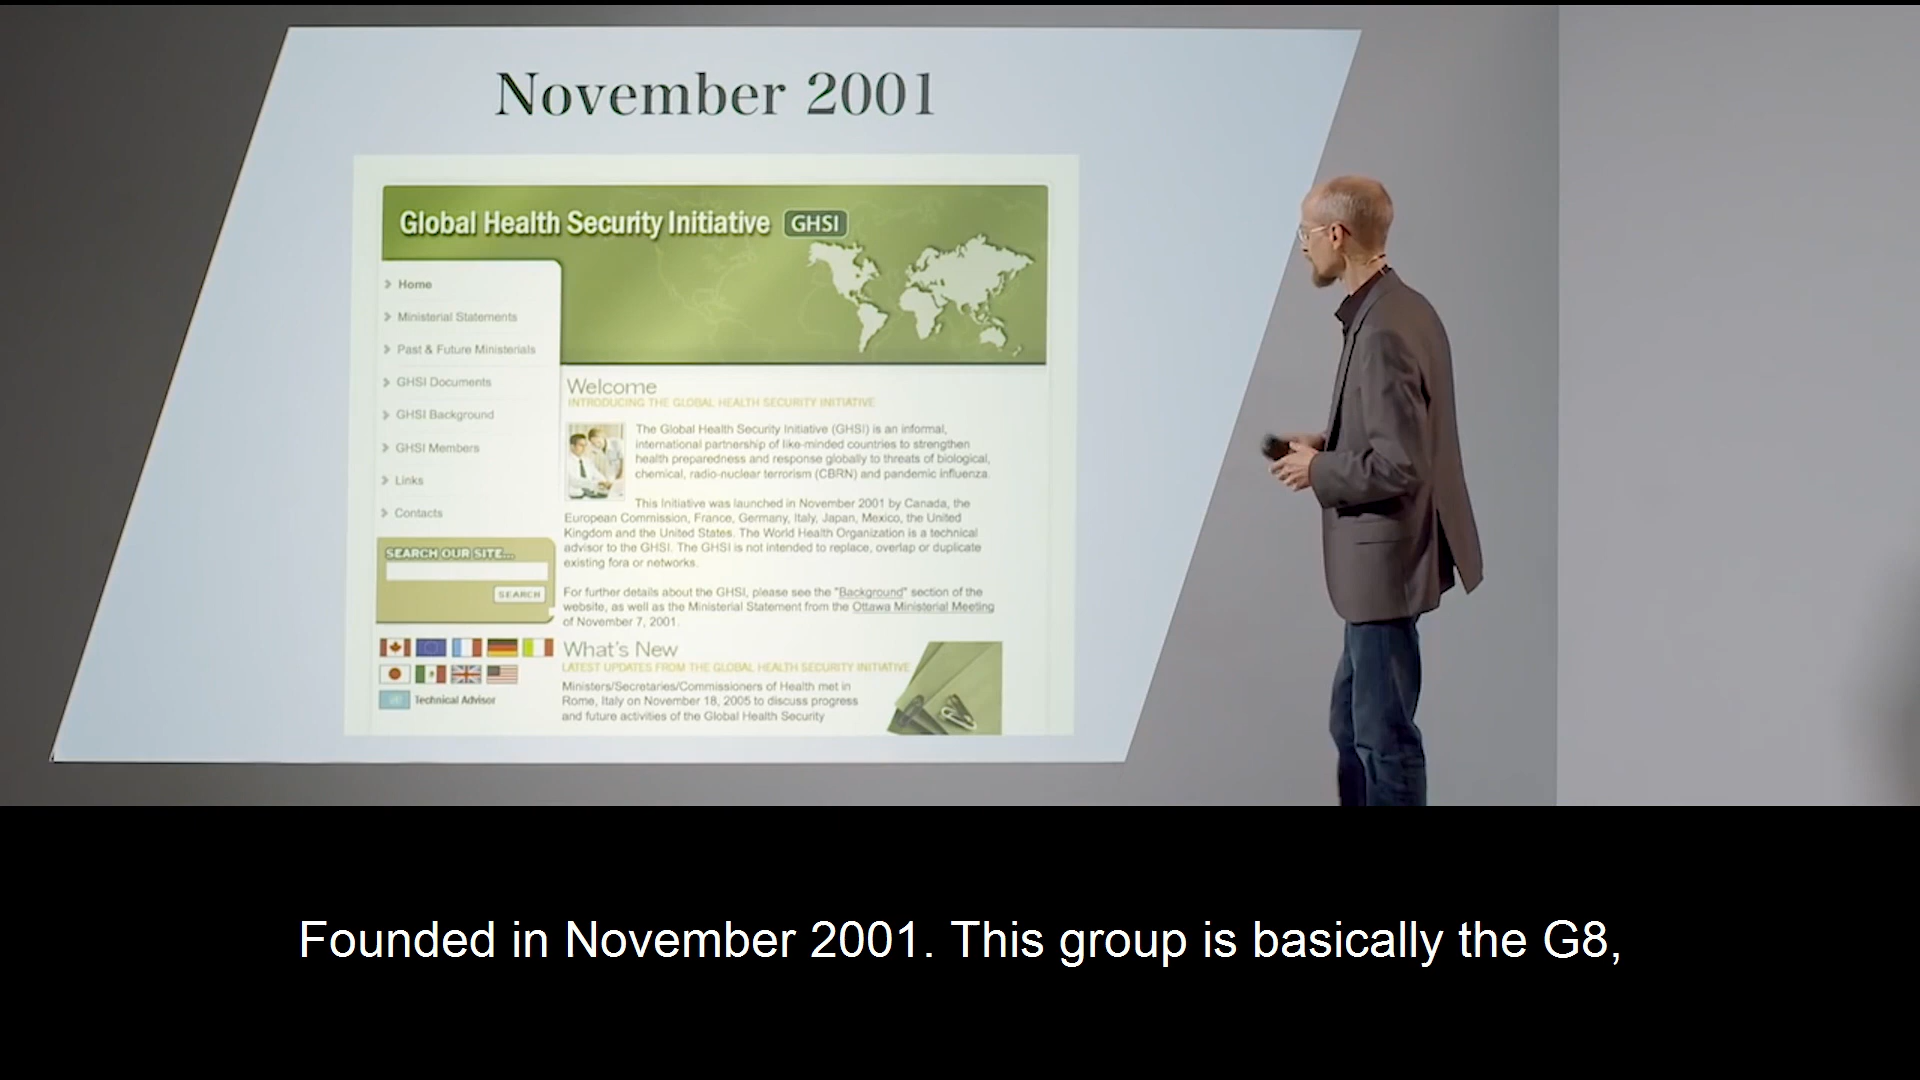 November 2001
Global Health Security Initiative GHSI
Home
Ministerial Statements
Past & Future Ministerials
GHSI Documents
GHSI Background
GHSI Members
Links
Contacts
SEARCH OUR SITE...
SEARCH
Technical Advisor
Welcome
INTRODUCING THE GLOBAL HEALTH SECURITY INITIATIVE
The Global Health Security Initiative (GHSI) is an informal,
international partnership of like-minded countries to strengthen
health preparedness and response globally to threats of biological,
chemical, radio-nuclear terrorism (CBRN) and pandemic influenza.
This Initiative was launched in November 2001 by Canada, the
European Commission, France, Germany, Italy, Japan, Mexico, the United
Kingdom and the United States. The World Health Organization is a technical
advisor to the GHSI. The GHSI is not intended to replace, overlap or duplicate
existing fora or networks.
For further details about the GHSI, please see the "Background" section of the
website, as well as the Ministerial Statement from the Ottawa Ministerial Meeting
of November 7, 2001.
What's New
LATEST UPDATES FROM THE GLOBAL HEALTH SECURITY INITIATIVE
Ministers/Secretaries/Commissioners of Health met in
Rome, Italy on November 18, 2005 to discuss progress
and future activities of the Global Health Security
Founded in November 2001. This group is basically the G8,